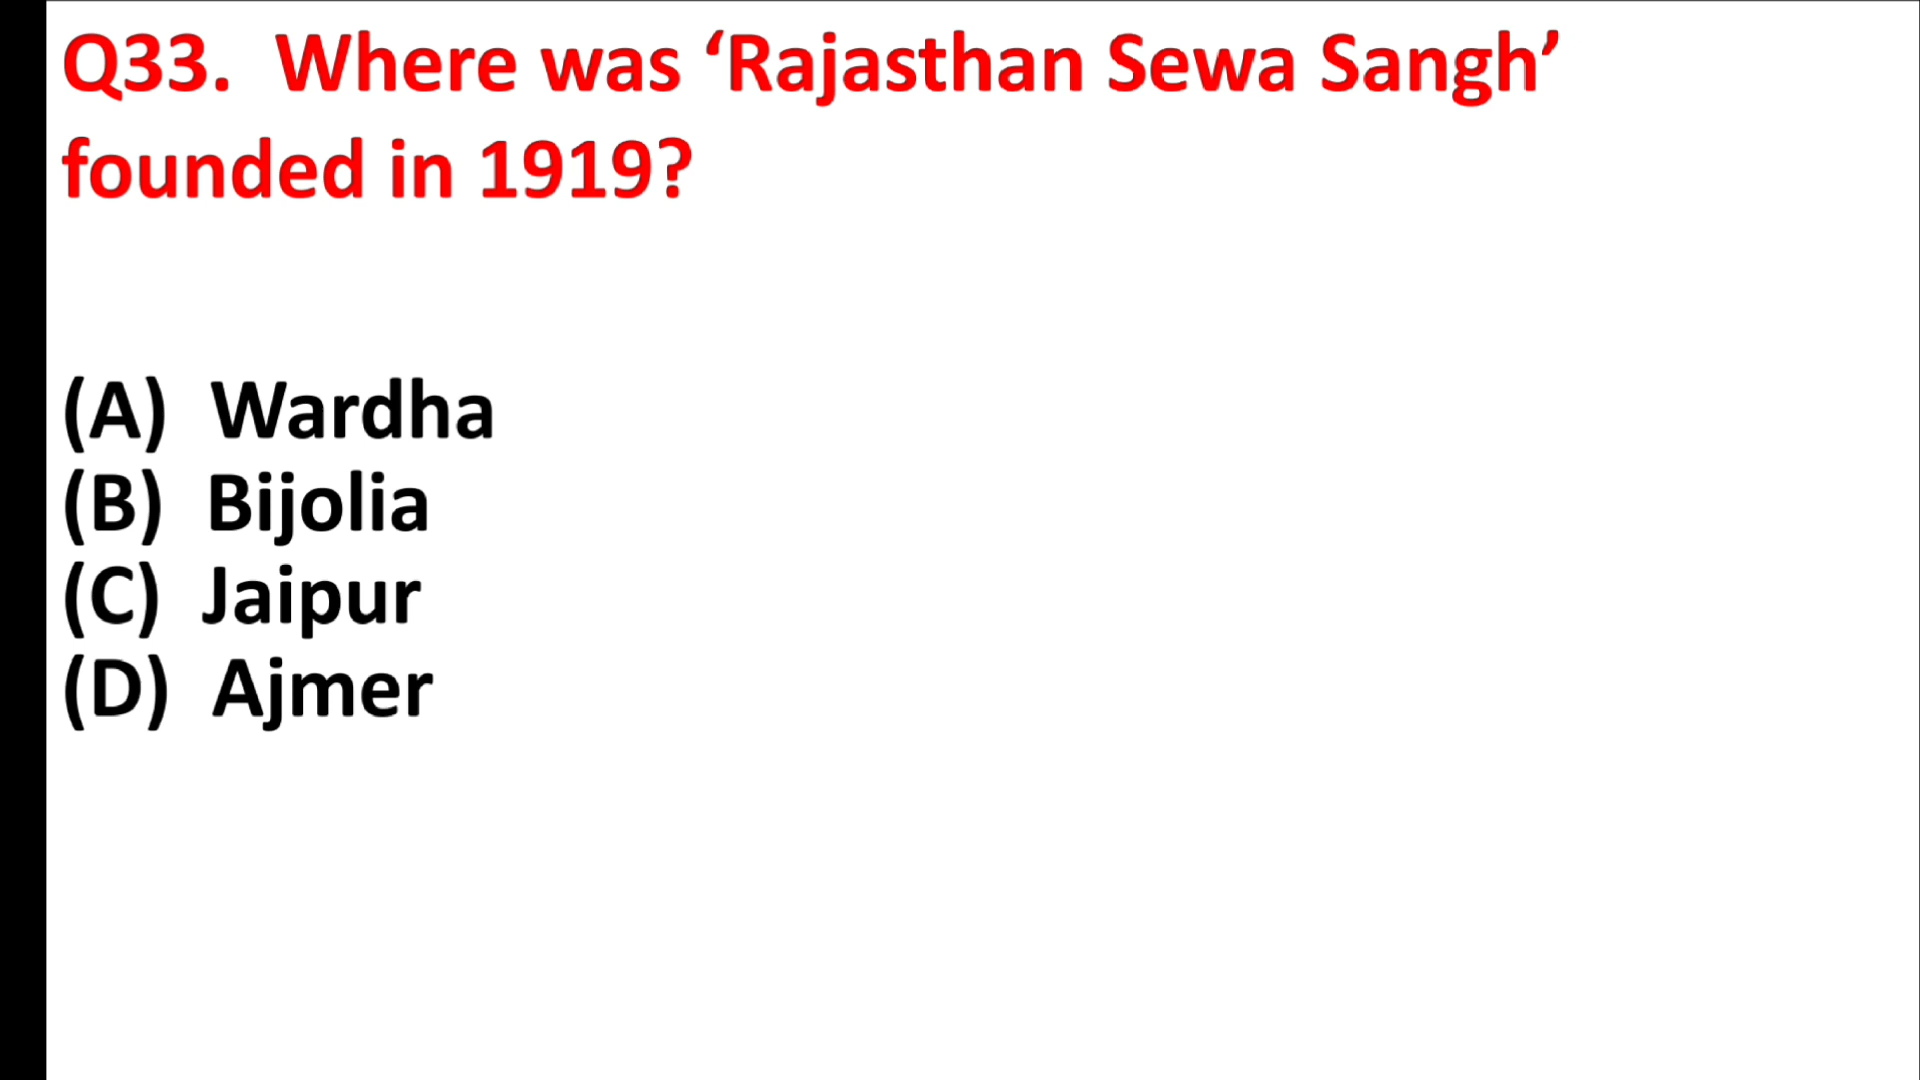 Q33. Where was ‘Rajasthan Sewa Sangh’
founded in 1919?
(A) Wardha
(B) Bijolia
(C) Jaipur
(D) Ajmer